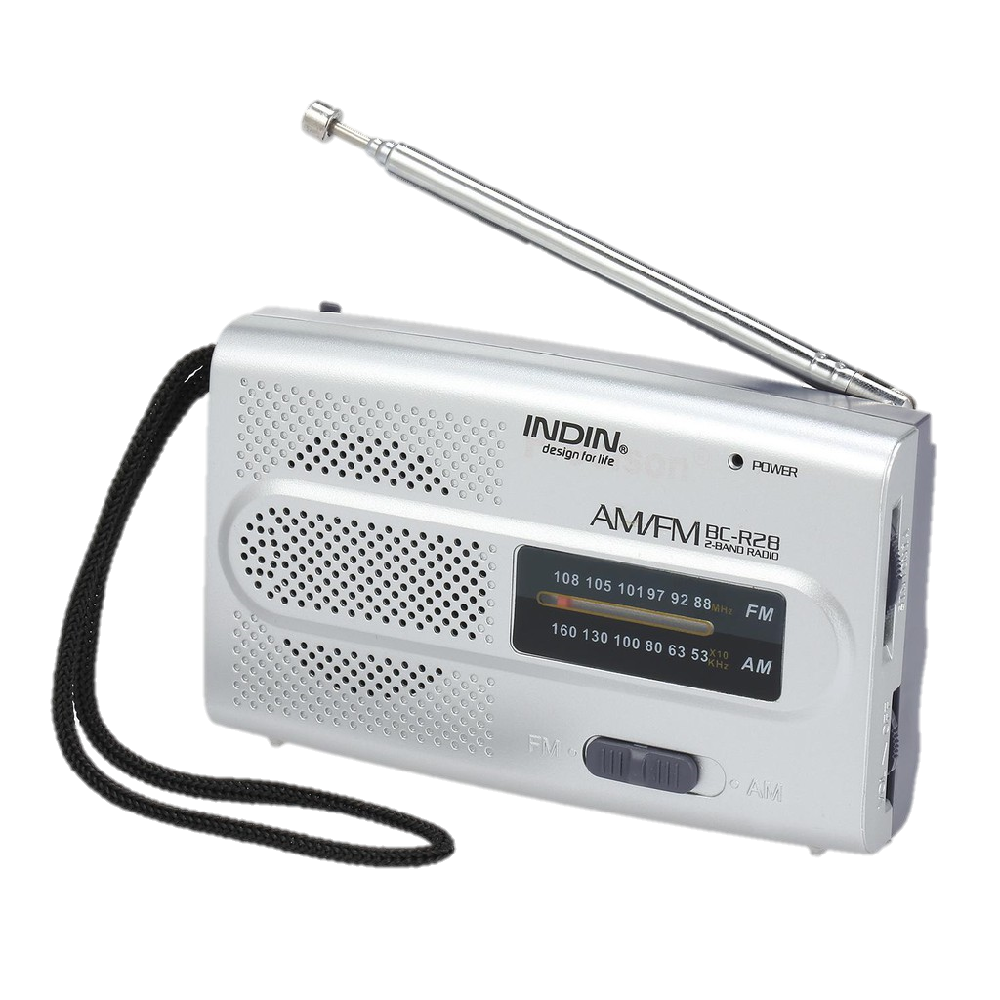 INDIN®
design for life
POWER
AM/FM BC-R28
2-BAND RADIO
108 105 101 97 92 88 MHz FM
160 130 100 80 63 53 X10 KHz AM
FM
AM